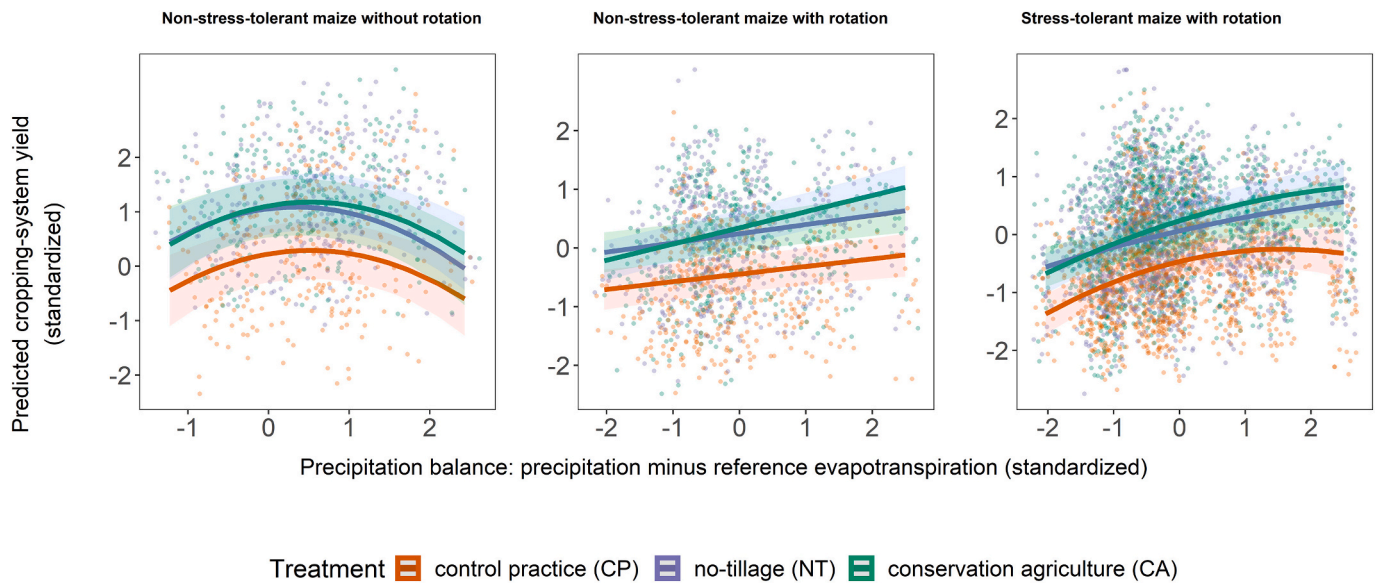 Non-stress-tolerant maize without rotation
Non-stress-tolerant maize with rotation
Stress-tolerant maize with rotation
Predicted cropping-system yield
(standardized)
2
1
0
-1
-2
2
1
0
-1
-2
2
1
0
-1
-2
-1 0 1 2
-2 -1 0 1 2
-2 -1 0 1 2
Precipitation balance: precipitation minus reference evapotranspiration (standardized)
Treatment control practice (CP) no-tillage (NT) conservation agriculture (CA)